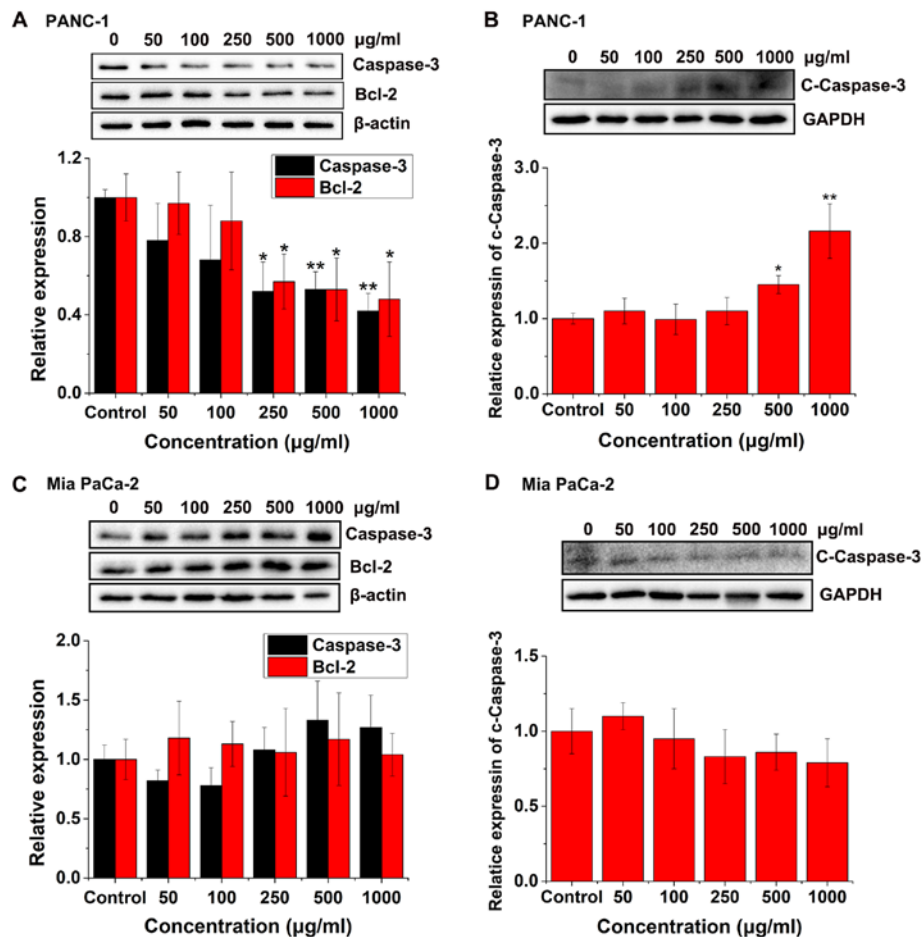 A PANC-1
0 50 100 250 500 1000 µg/ml
Caspase-3
Bcl-2
β-actin
1.2
0.8
0.4
0.0
Relative expression
Caspase-3
Bcl-2
* * ** * ** *
Control 50 100 250 500 1000
Concentration (µg/ml)
B PANC-1
0 50 100 250 500 1000 µg/ml
C-Caspase-3
GAPDH
3.0
2.0
1.0
0.0
Relatice expressin of c-Caspase-3
* **
Control 50 100 250 500 1000
Concentration (µg/ml)
C Mia PaCa-2
0 50 100 250 500 1000 µg/ml
Caspase-3
Bcl-2
β-actin
2.0
1.5
1.0
0.5
0.0
Relative expression
Caspase-3
Bcl-2
Control 50 100 250 500 1000
Concentration (µg/ml)
D Mia PaCa-2
0 50 100 250 500 1000 µg/ml
C-Caspase-3
GAPDH
1.5
1.0
0.5
0.0
Relative expressin of c-Caspase-3
Control 50 100 250 500 1000
Concentration (µg/ml)